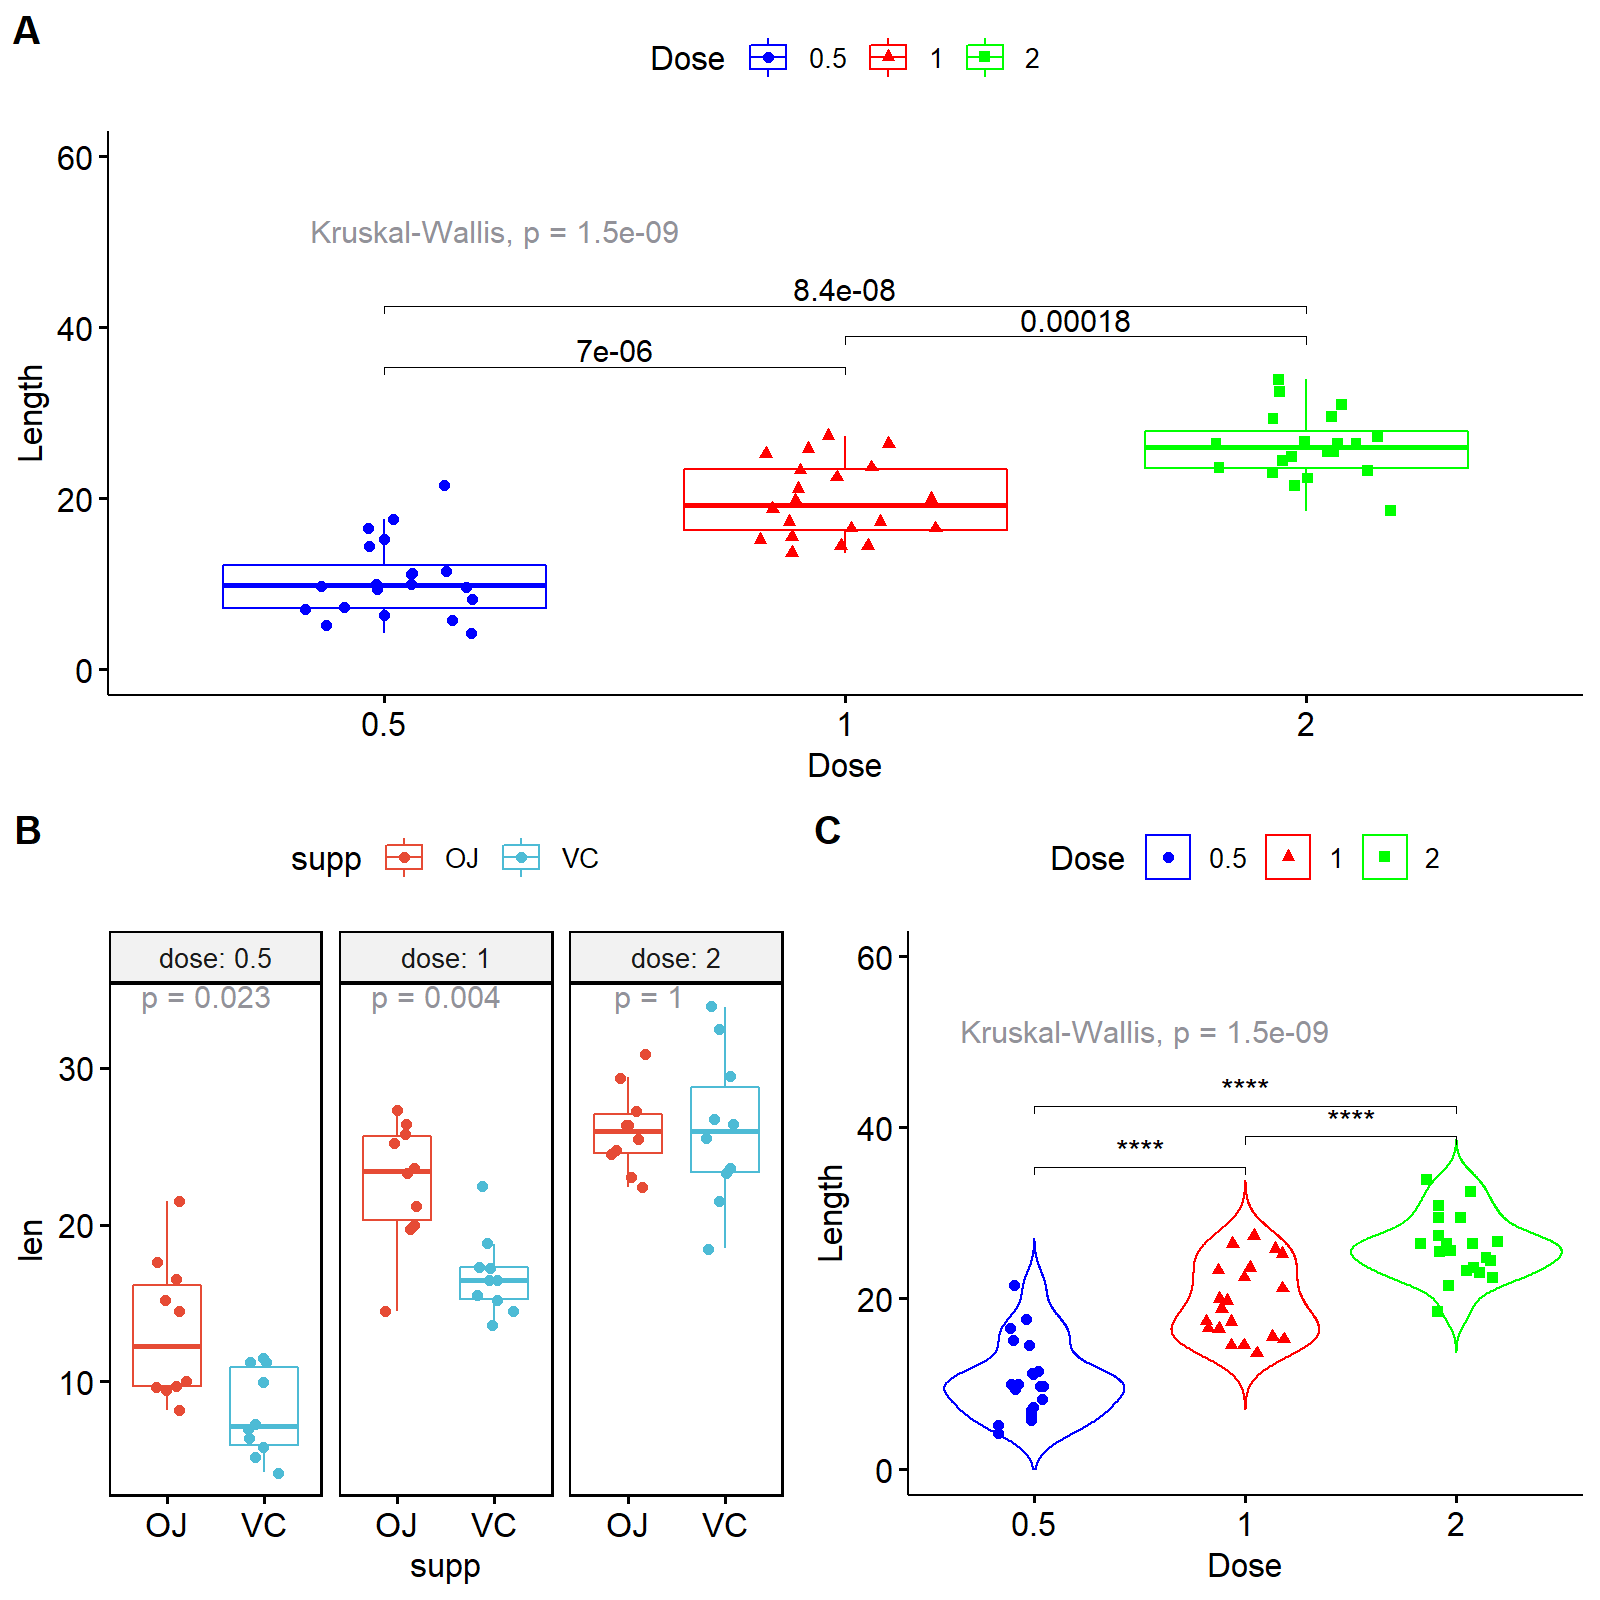 A
Dose 0.5 1 2
60
Kruskal-Wallis, p = 1.5e-09
8.4e-08
0.00018
40
7e-06
Length
20
0
0.5 1 2
Dose
B
supp OJ VC
dose: 0.5 dose: 1 dose: 2
p = 0.023 p = 0.004 p = 1
30
len
20
10
OJ VC OJ VC OJ VC
supp
C
Dose 0.5 1 2
60
Kruskal-Wallis, p = 1.5e-09
****
****
40
****
Length
20
0
0.5 1 2
Dose